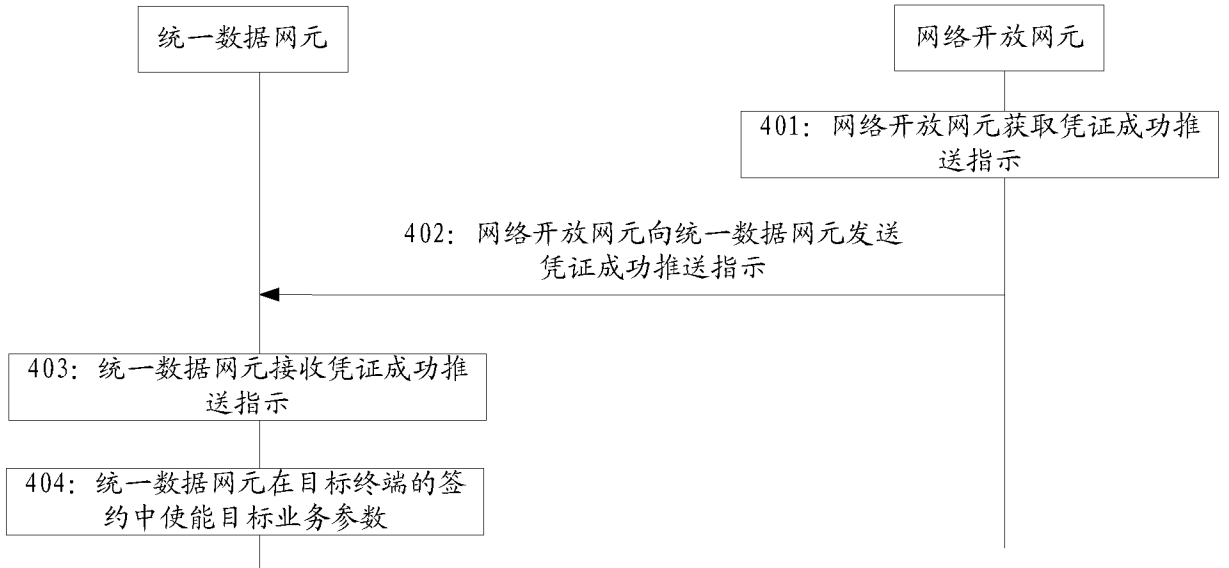 统一数据网元
网络开放网元
401：网络开放网元获取凭证成功推
送指示
402：网络开放网元向统一数据网元发送
凭证成功推送指示
403：统一数据网元接收凭证成功推
送指示
404：统一数据网元在目标终端的签
约中使能目标业务参数